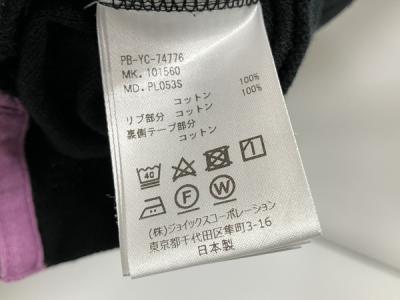 PB-YC-74776
MK. 101560
MD. PL053S
コットン 100%
リブ部分 100%
コットン
裏側テープ部分
コットン
40
F W
(株)ジョイックスコーポレーション
東京都千代田区隼町3-16
日本製